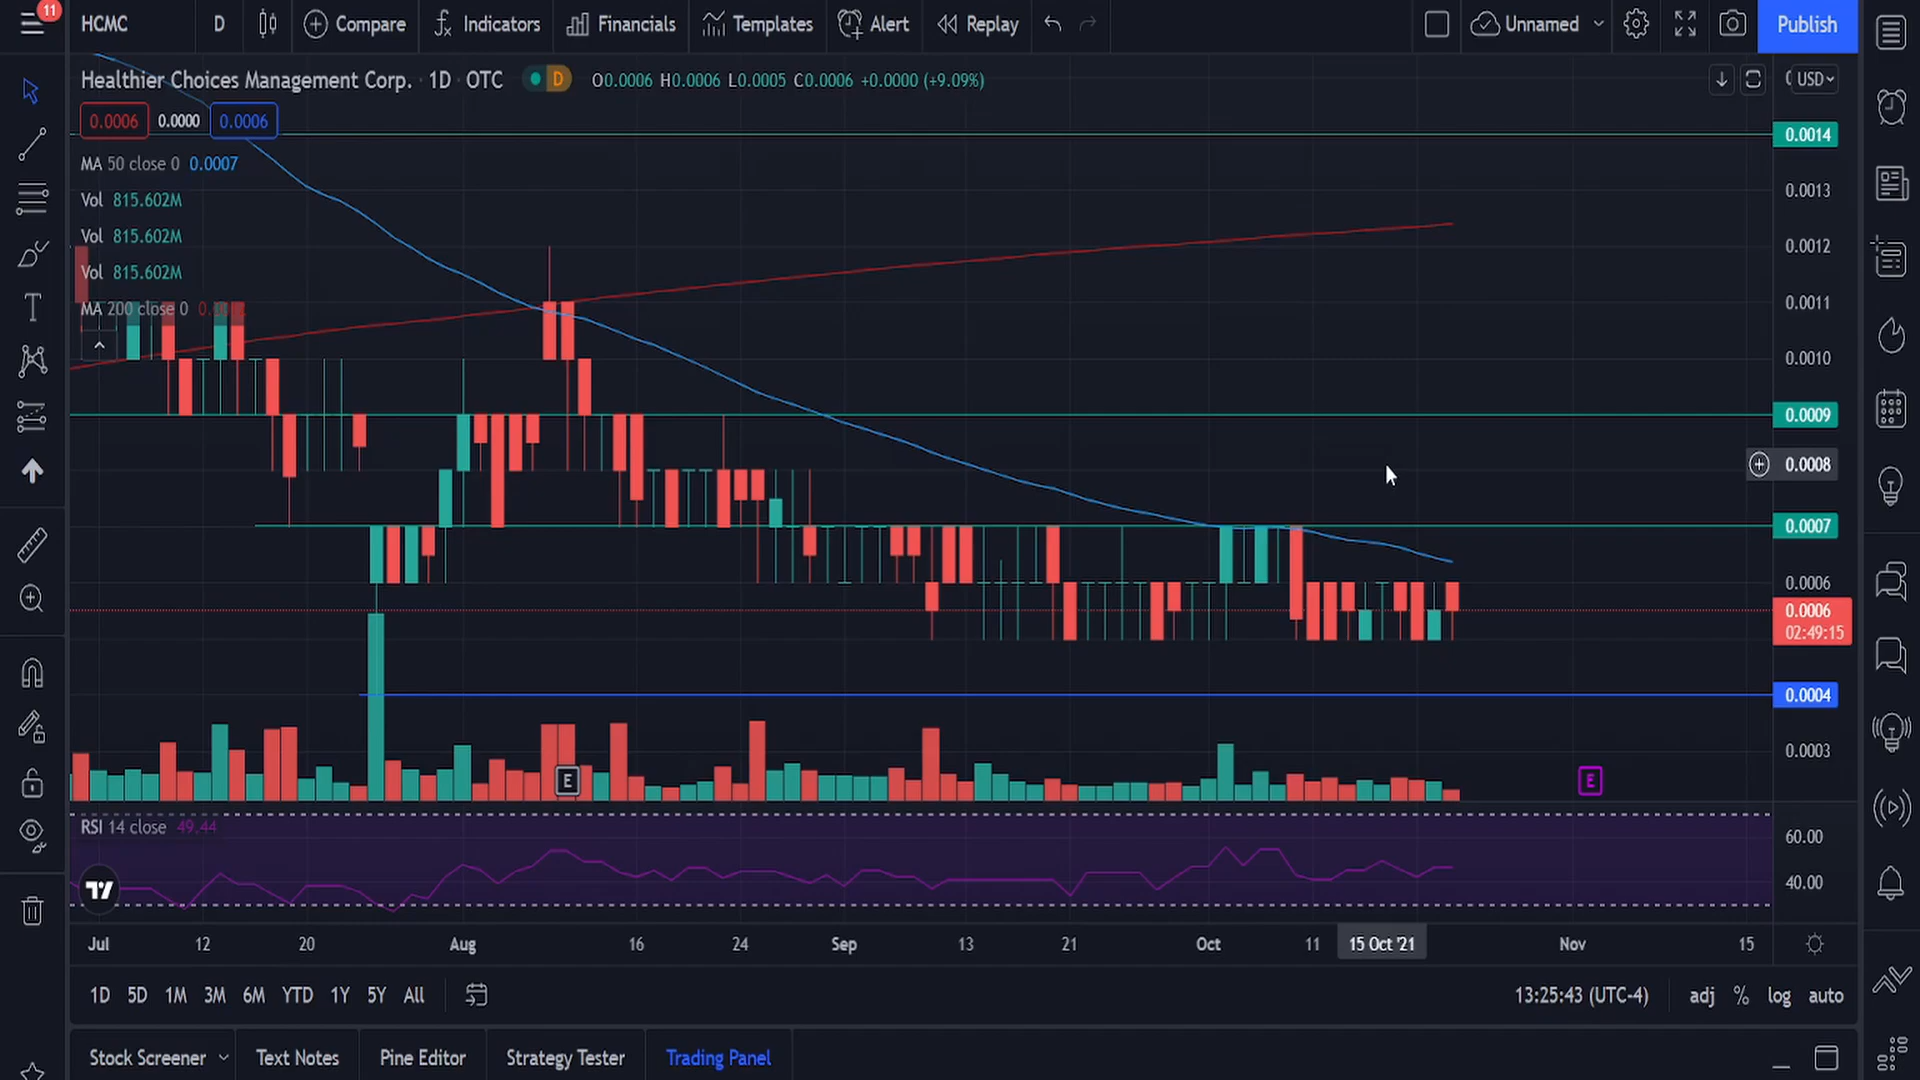 11
HCMC D Compare Indicators Financials Templates Alert Replay Unnamed Publish
Healthier Choices Management Corp. · 1D · OTC D O0.0006 H0.0006 L0.0005 C0.0006 +0.0000 (+9.09%)
USD
0.0006 0.0000 0.0006
0.0014
MA 50 close 0 0.0007
0.0013
Vol 815.602M
Vol 815.602M
0.0012
Vol 815.602M
MA 200 close 0
0.0011
0.0010
0.0009
0.0008
0.0007
0.0006
0.0006
02:49:15
0.0004
0.0003
E E
RSI 14 close 49.44
60.00
40.00
Jul 12 20 Aug 16 24 Sep 13 21 Oct 11 15 Oct '21 Nov 15
1D 5D 1M 3M 6M YTD 1Y 5Y All 13:25:43 (UTC-4) adj % log auto
Stock Screener Text Notes Pine Editor Strategy Tester Trading Panel